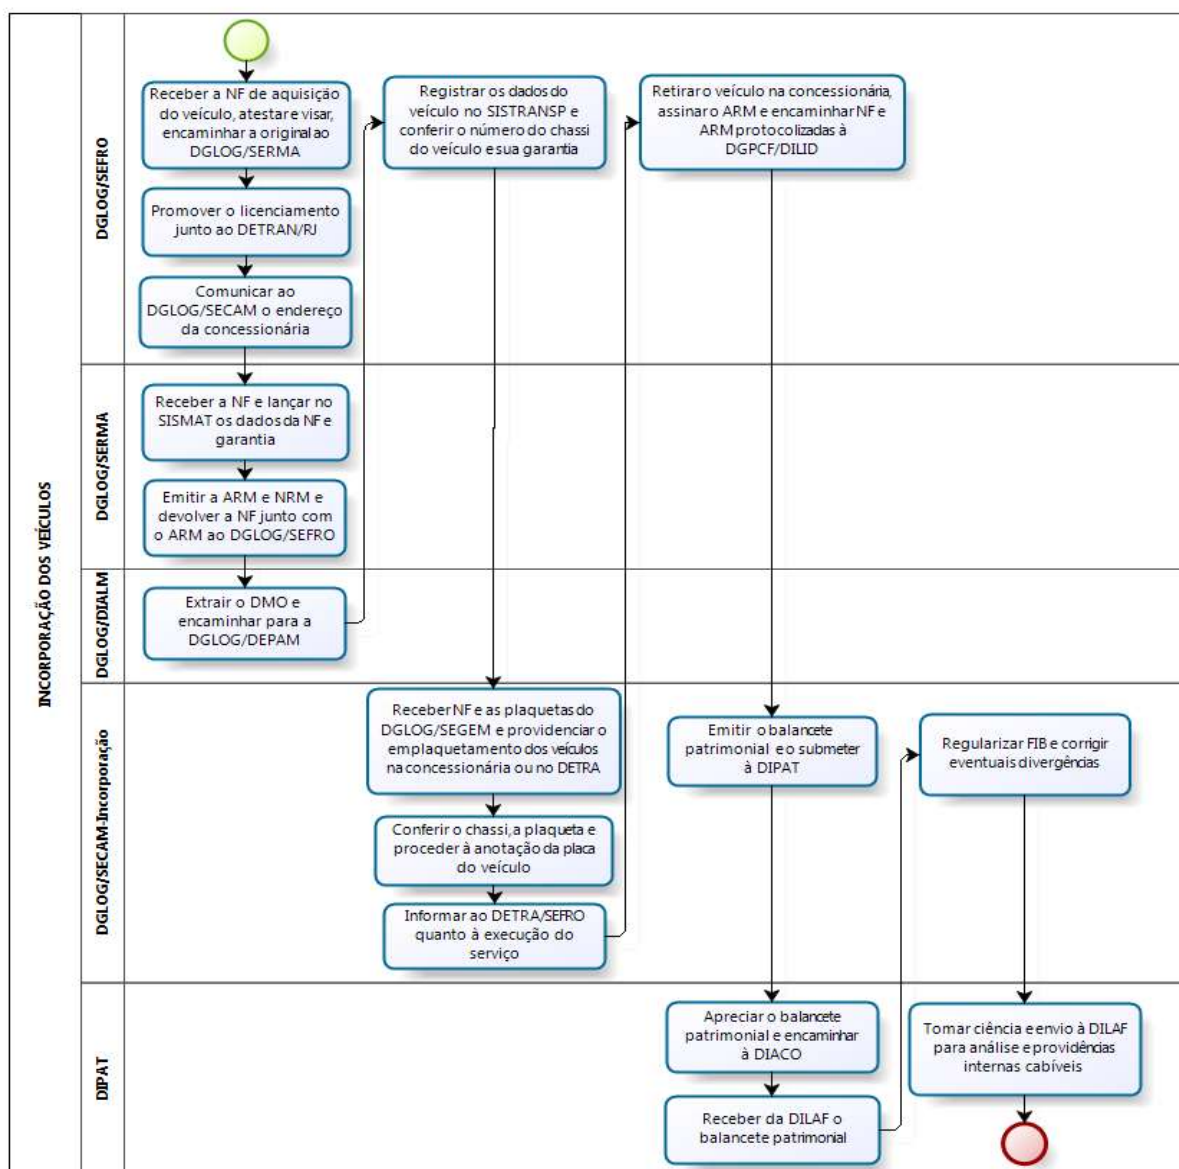 INCORPORAÇÃO DOS VEÍCULOS
DGLOG/SEFRO
Receber a NF de aquisição
do veículo, atestar e visar,
encaminhar a original ao
DGLOG/SERMA
Promover o licenciamento
junto ao DETRAN/RJ
Comunicar ao
DGLOG/SECAM o endereço
da concessionária
Registrar os dados do
veículo no SISTRANSP e
conferir o número do chassi
do veículo e sua garantia
Retirar o veículo na concessionária,
assinar o ARM e encaminhar NF e
ARM protocolizadas à
DGPCF/DILID
DGLOG/SERMA
Receber a NF e lançar no
SISMAT os dados da NF e
garantia
Emitir a ARM e NRM e
devolver a NF junto com
o ARM ao DGLOG/SEFRO
DGLOG/DIALM
Extrair o DMO e
encaminhar para a
DGLOG/DEPAM
DGLOG/SECAM-Incorporação
Receber NF e as plaquetas do
DGLOG/SEGEM e providenciar o
emplaquetamento dos veículos
na concessionária ou no DETRA
Conferir o chassi, a plaqueta e
proceder à anotação da placa
do veículo
Informar ao DETRA/SEFRO
quanto à execução do
serviço
Emitir o balancete
patrimonial e o submeter
à DIPAT
Regularizar FIB e corrigir
eventuais divergências
DIPAT
Apreciar o balancete
patrimonial e encaminhar
à DIACO
Receber da DILAF o
balancete patrimonial
Tomar ciência e envio à DILAF
para análise e providências
internas cabíveis